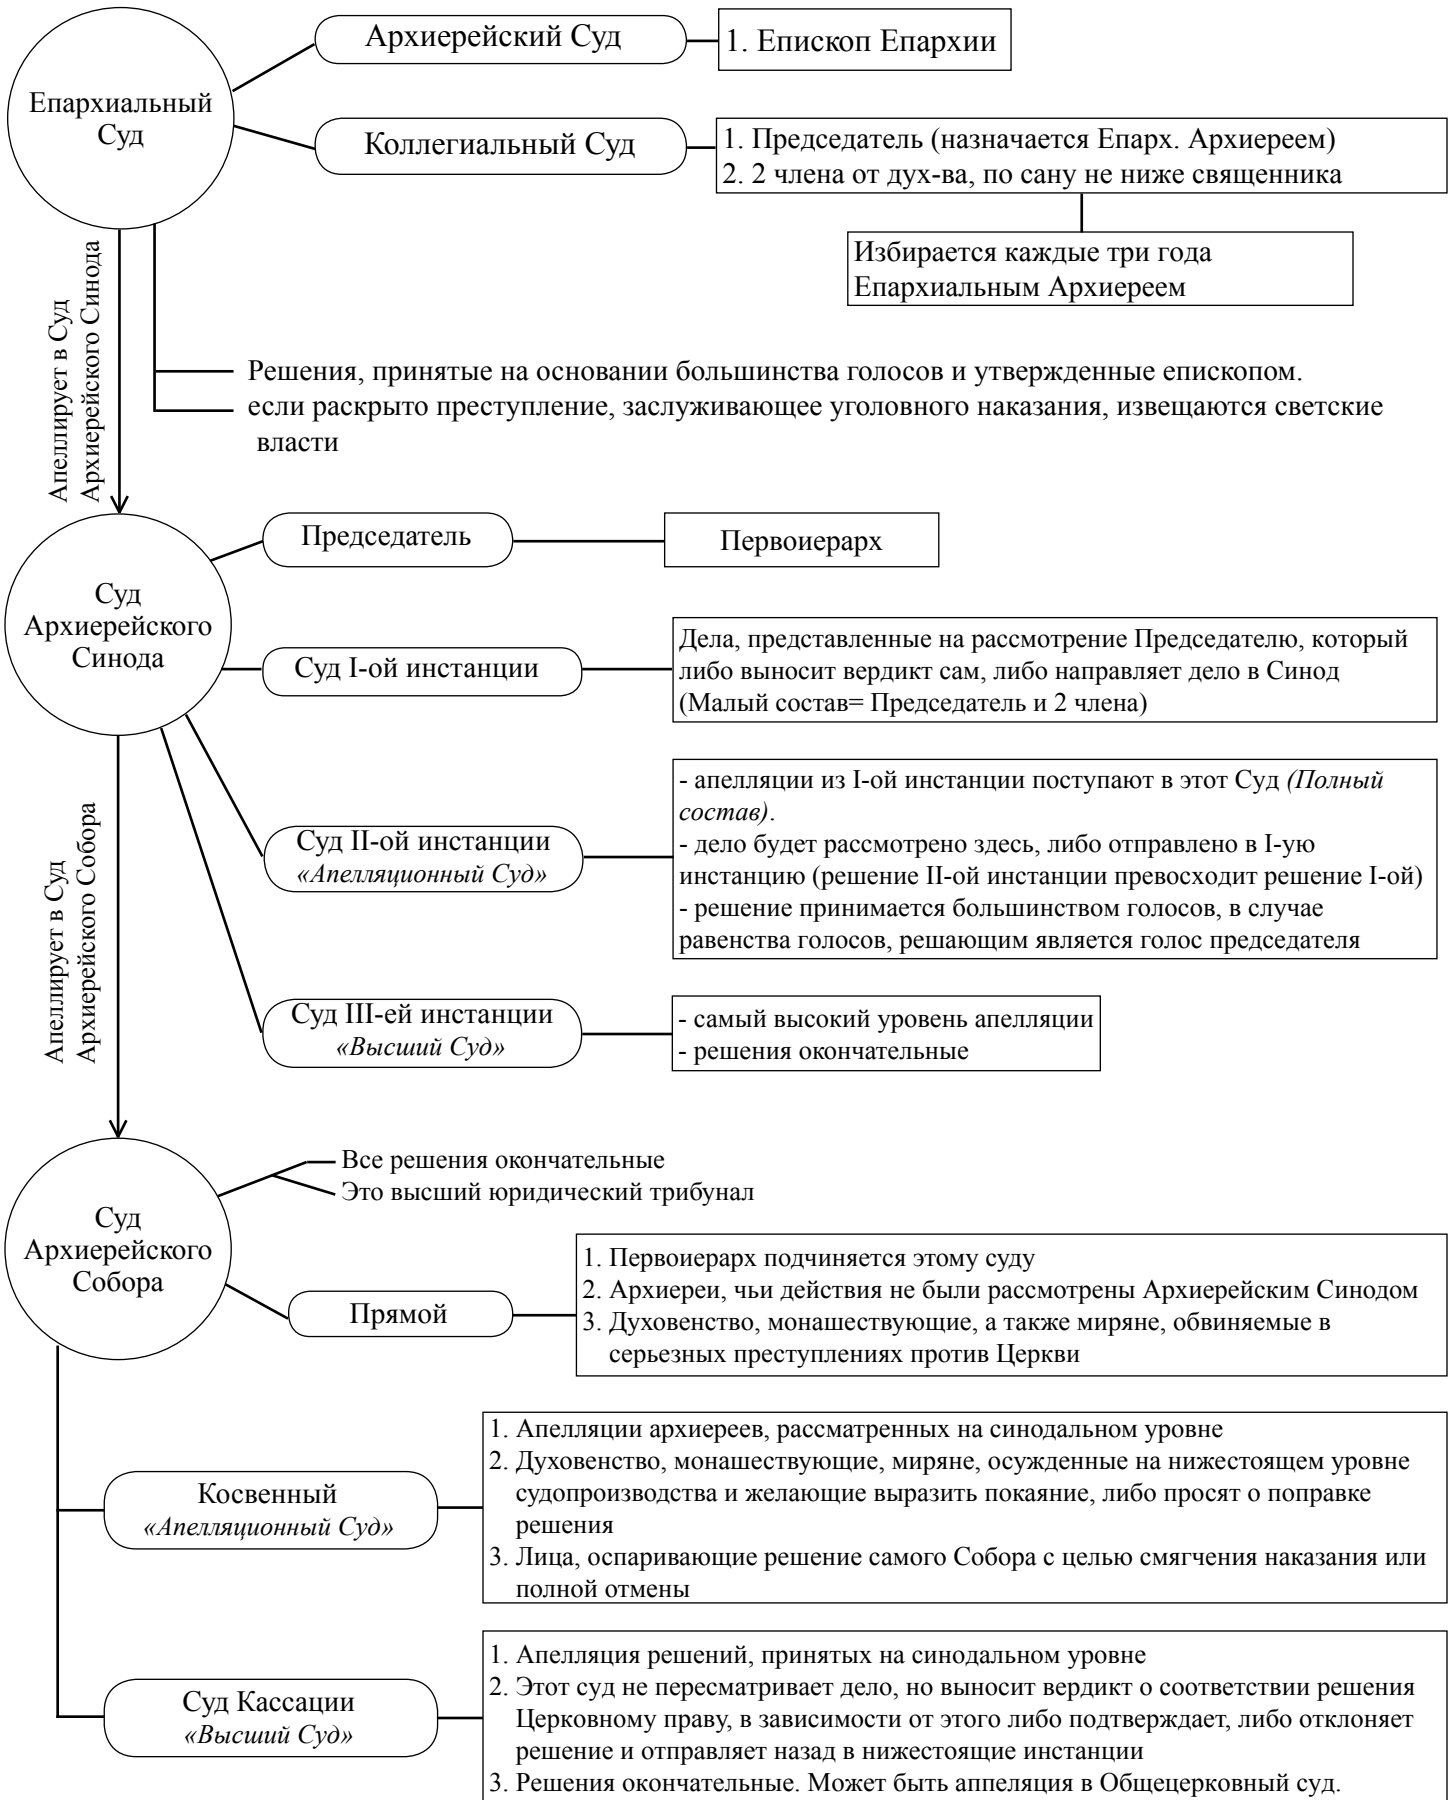 Епархиальный
Суд
Архиерейский Суд
1. Епископ Епархии
Коллегиальный Суд
1. Председатель (назначается Епарх. Архиереем)
2. 2 члена от дух-ва, по сану не ниже священника
Избирается каждые три года
Епархиальным Архиереем
Апеллирует в Суд
Архиерейского Синода
Решения, принятые на основании большинства голосов и утвержденные епископом.
если раскрыто преступление, заслуживающее уголовного наказания, извещаются светские
власти
Суд
Архиерейского
Синода
Председатель
Первоиерарх
Суд I-ой инстанции
Дела, представленные на рассмотрение Председателю, который
либо выносит вердикт сам, либо направляет дело в Синод
(Малый состав= Председатель и 2 члена)
Суд II-ой инстанции
«Апелляционный Суд»
- апелляции из I-ой инстанции поступают в этот Суд (Полный
состав).
- дело будет рассмотрено здесь, либо отправлено в I-ую
инстанцию (решение II-ой инстанции превосходит решение I-ой)
- решение принимается большинством голосов, в случае
равенства голосов, решающим является голос председателя
Суд III-ей инстанции
«Высший Суд»
- самый высокий уровень апелляции
- решения окончательные
Апеллирует в Суд
Архиерейского Собора
Суд
Архиерейского
Собора
Все решения окончательные
Это высший юридический трибунал
Прямой
1. Первоиерарх подчиняется этому суду
2. Архиереи, чьи действия не были рассмотрены Архиерейским Синодом
3. Духовенство, монашествующие, а также миряне, обвиняемые в
серьезных преступлениях против Церкви
Косвенный
«Апелляционный Суд»
1. Апелляции архиереев, рассматренных на синодальном уровне
2. Духовенство, монашествующие, миряне, осужденные на нижестоящем уровне
судопроизводства и желающие выразить покаяние, либо просят о поправке
решения
3. Лица, оспаривающие решение самого Собора с целью смягчения наказания или
полной отмены
Суд Кассации
«Высший Суд»
1. Апелляция решений, принятых на синодальном уровне
2. Этот суд не пересматривает дело, но выносит вердикт о соответствии решения
Церковному праву, в зависимости от этого либо подтверждает, либо отклоняет
решение и отправляет назад в нижестоящие инстанции
3. Решения окончательные. Может быть аппеляция в Общецерковный суд.